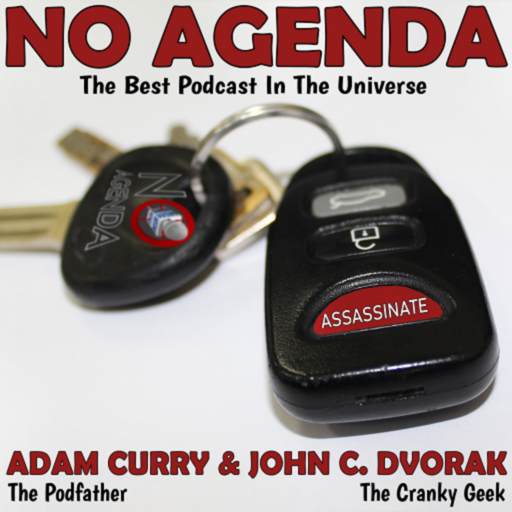 NO AGENDA
The Best Podcast In The Universe
NO
AGENDA
ASSASSINATE
ADAM CURRY & JOHN C. DVORAK
The Podfather
The Cranky Geek